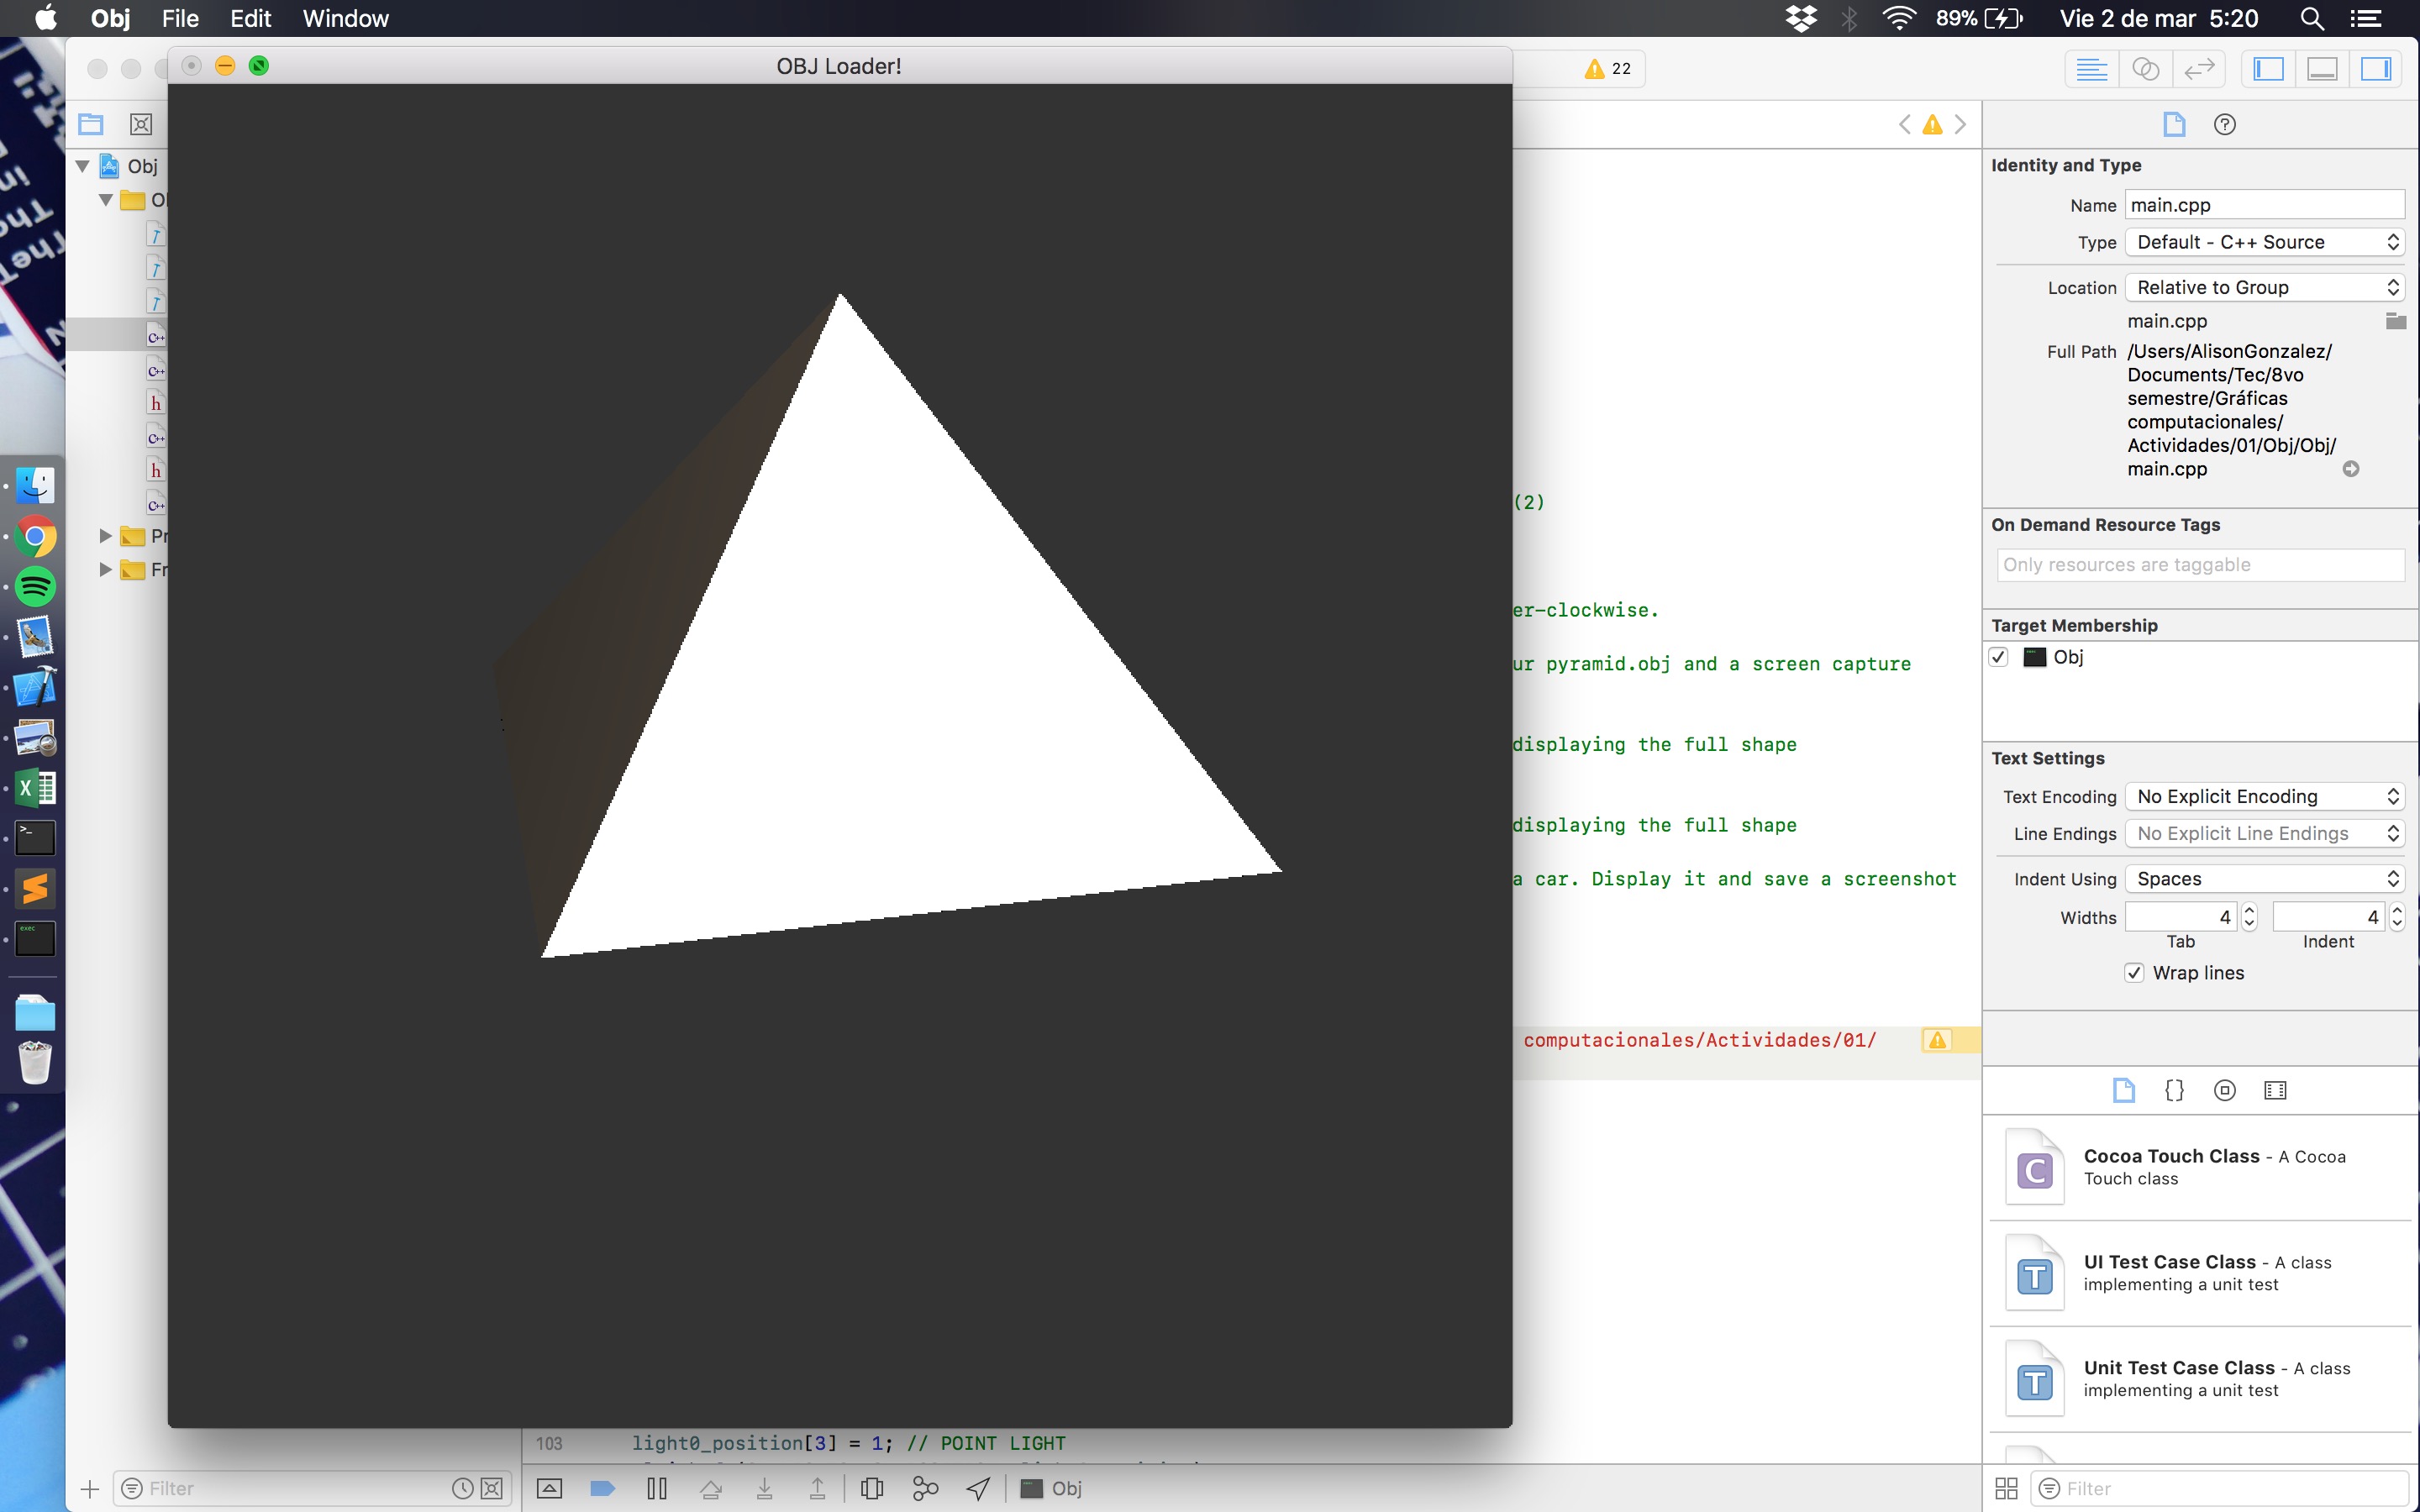 Obj File Edit Window
89% Vie 2 de mar 5:20
OBJ Loader!
22
Obj
Identity and Type
Name main.cpp
Type Default - C++ Source
Location Relative to Group
main.cpp
Full Path /Users/AlisonGonzalez/
Documents/Tec/8vo
semestre/Gráficas
computacionales/
Actividades/01/Obj/Obj/
main.cpp
On Demand Resource Tags
Only resources are taggable
Target Membership
Obj
Text Settings
Text Encoding No Explicit Encoding
Line Endings No Explicit Line Endings
Indent Using Spaces
Widths 4 4
Tab Indent
Wrap lines
(2)
er-clockwise.
ur pyramid.obj and a screen capture
displaying the full shape
displaying the full shape
a car. Display it and save a screenshot
computacionales/Actividades/01/
Cocoa Touch Class - A Cocoa
Touch class
UI Test Case Class - A class
implementing a unit test
Unit Test Case Class - A class
implementing a unit test
103 light0_position[3] = 1; // POINT LIGHT
Filter
Obj
Filter